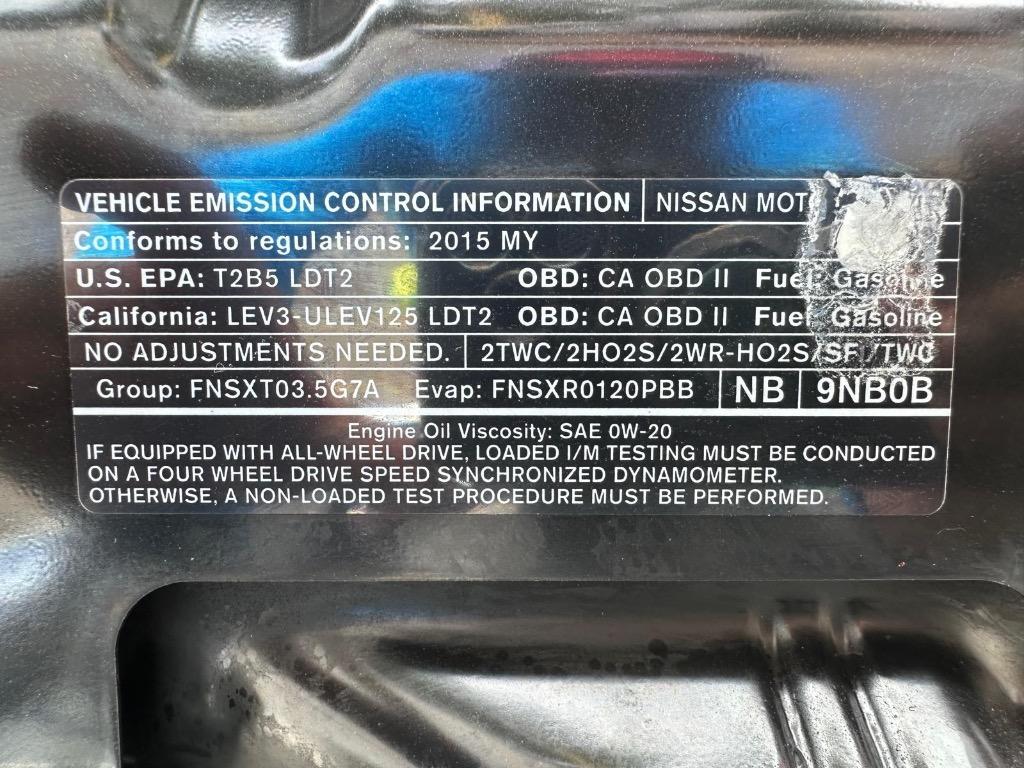 VEHICLE EMISSION CONTROL INFORMATION NISSAN
Conforms to regulations: 2015 MY
U.S. EPA: T2B5 LDT2 OBD: CA OBD II Fuel: Gasoline
California: LEV3-ULEV125 LDT2 OBD: CA OBD II Fuel: Gasoline
NO ADJUSTMENTS NEEDED. 2TWC/2HO2S/2WR-HO2S/SFI/TWC
Group: FNSXT03.5G7A Evap: FNSXR0120PBB NB 9NB0B
Engine Oil Viscosity: SAE 0W-20
IF EQUIPPED WITH ALL-WHEEL DRIVE, LOADED I/M TESTING MUST BE CONDUCTED
ON A FOUR WHEEL DRIVE SPEED SYNCHRONIZED DYNAMOMETER.
OTHERWISE, A NON-LOADED TEST PROCEDURE MUST BE PERFORMED.